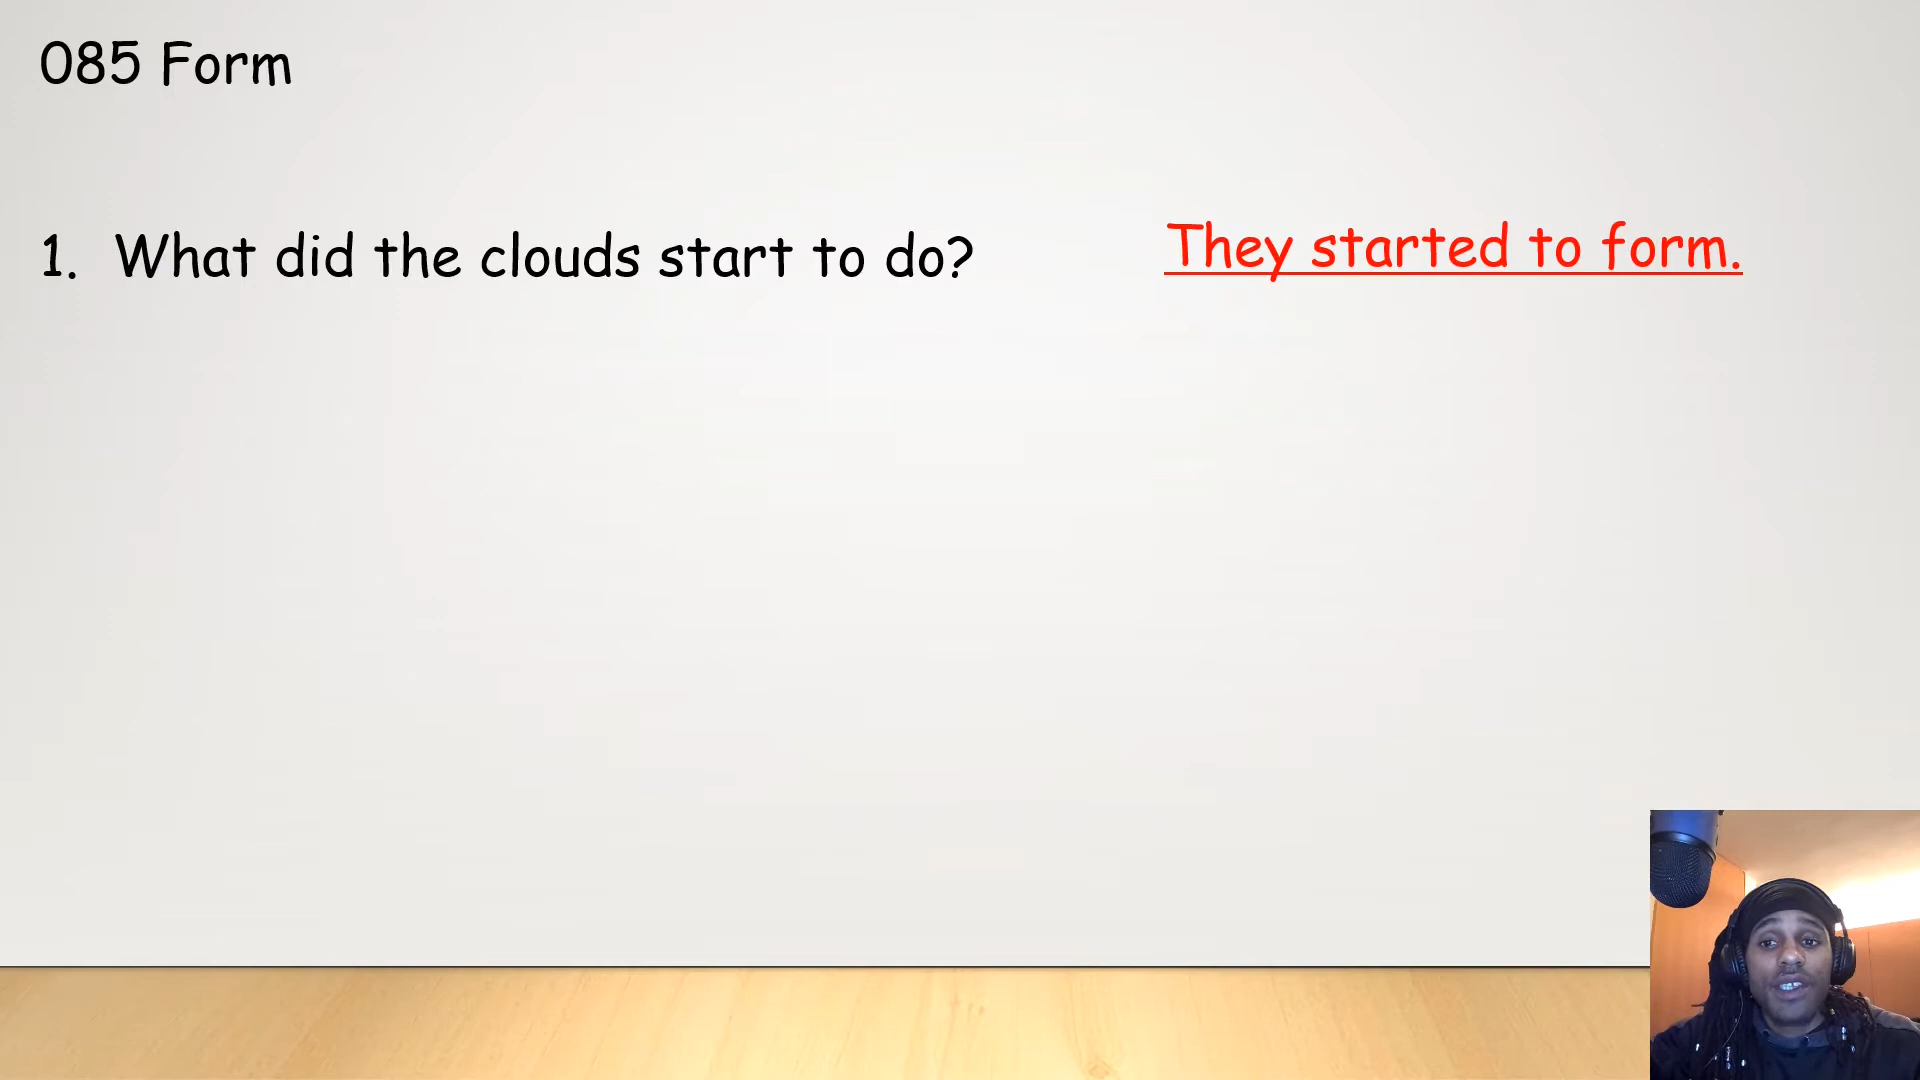 085 Form
1. What did the clouds start to do? They started to form.